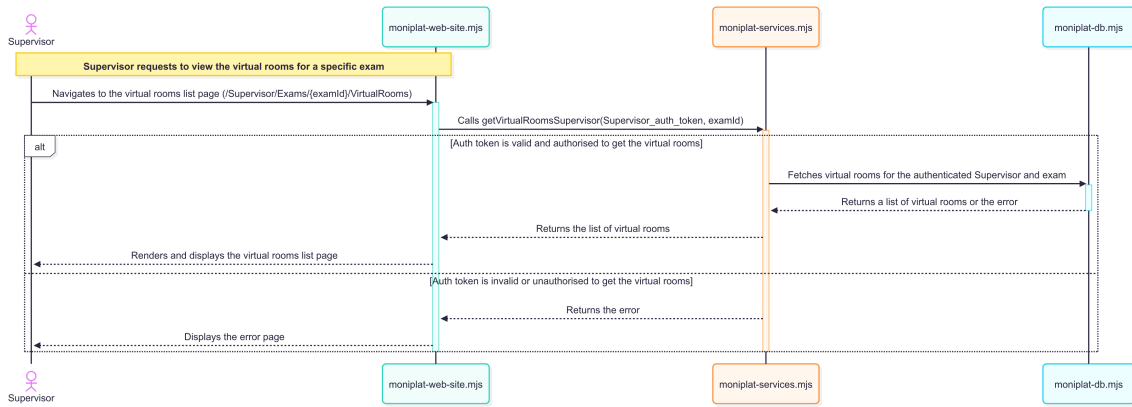 Supervisor
moniplat-web-site.mjs
moniplat-services.mjs
moniplat-db.mjs
Supervisor requests to view the virtual rooms for a specific exam
Navigates to the virtual rooms list page (/Supervisor/Exams/{examId}/VirtualRooms)
Calls getVirtualRoomsSupervisor(Supervisor_auth_token, examId)
alt
[Auth token is valid and authorised to get the virtual rooms]
Fetches virtual rooms for the authenticated Supervisor and exam
Returns a list of virtual rooms or the error
Returns the list of virtual rooms
Renders and displays the virtual rooms list page
[Auth token is invalid or unauthorised to get the virtual rooms]
Returns the error
Displays the error page
Supervisor
moniplat-web-site.mjs
moniplat-services.mjs
moniplat-db.mjs